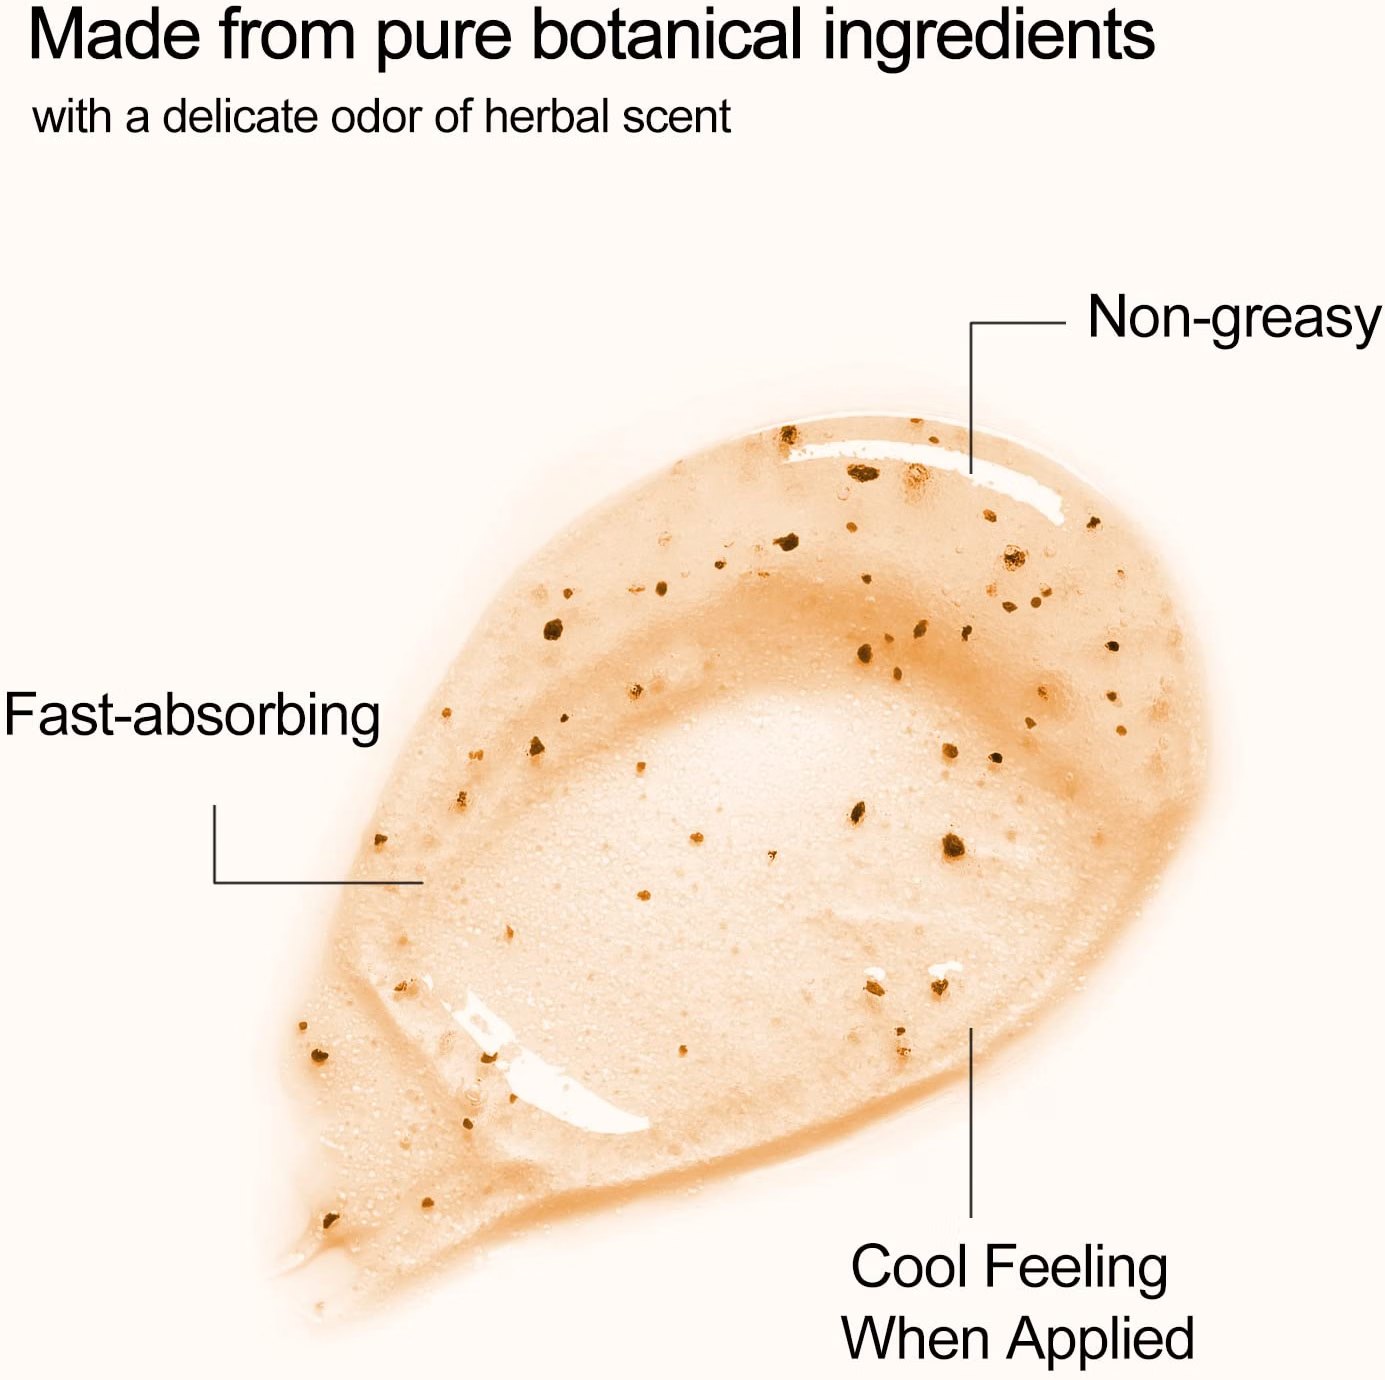 Made from pure botanical ingredients
with a delicate odor of herbal scent
Non-greasy
Fast-absorbing
Cool Feeling
When Applied